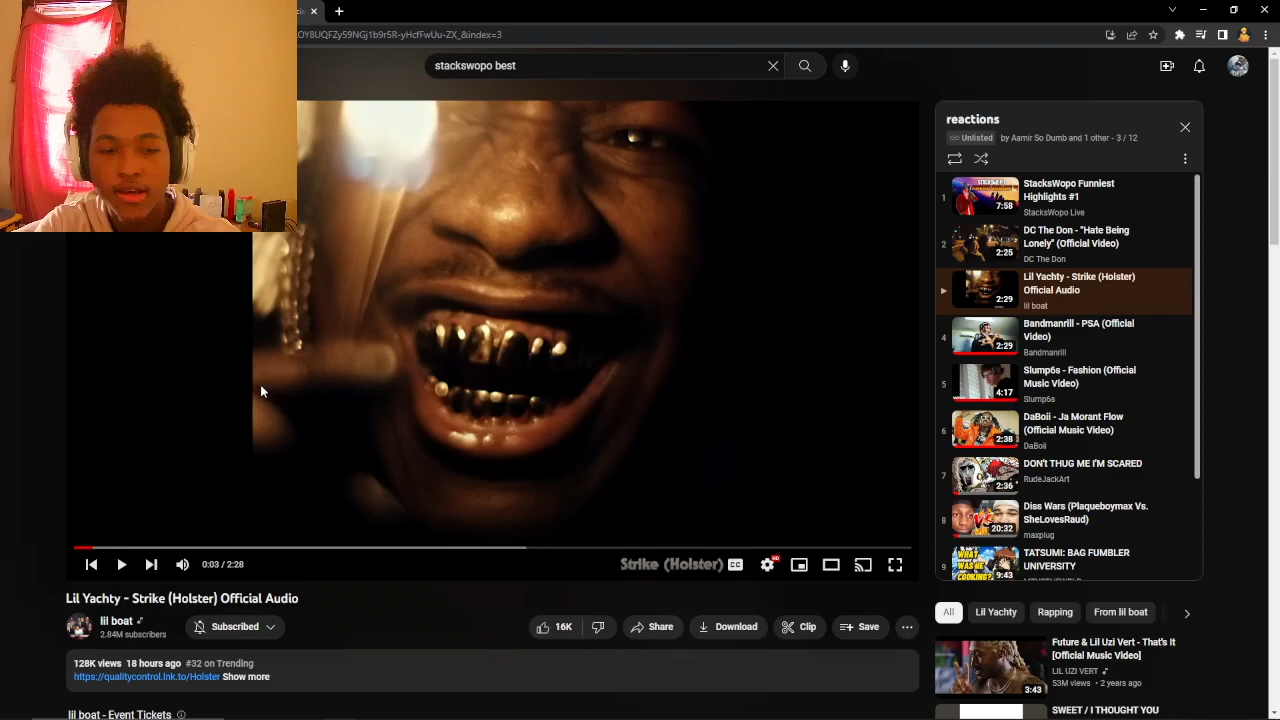 OY8UQFZy59NGj1b9r5R-yHcfFwUu-ZX_&index=3
stackswopo best
reactions
Unlisted by Aamir So Dumb and 1 other - 3 / 12
1
7:58
StacksWopo Funniest
Highlights #1
StacksWopo Live
2
2:25
DC The Don - "Hate Being
Lonely" (Official Video)
DC The Don
2:29
Lil Yachty - Strike (Holster)
Official Audio
lil boat
4
2:29
Bandmanrill - PSA (Official
Video)
Bandmanrill
5
4:17
Slump6s - Fashion (Official
Music Video)
Slump6s
6
2:38
DaBoii - Ja Morant Flow
(Official Music Video)
DaBoii
7
2:36
DON'T THUG ME I'M SCARED
RudeJackArt
8
VS
20:32
Diss Wars (Plaqueboymax Vs.
SheLovesRaud)
maxplug
9
WHAT
WAS HE
COOKING?
9:43
TATSUMI: BAG FUMBLER
UNIVERSITY
0:03 / 2:28
Strike (Holster)
CC
HD
Lil Yachty - Strike (Holster) Official Audio
lil boat
2.84M subscribers
Subscribed
16K
Share
Download
Clip
Save
128K views 18 hours ago #32 on Trending
https://qualitycontrol.lnk.to/Holster Show more
lil boat - Event Tickets
All
Lil Yachty
Rapping
From lil boat
3:43
Future & Lil Uzi Vert - That's It
[Official Music Video]
LIL UZI VERT
53M views • 2 years ago
SWEET / I THOUGHT YOU